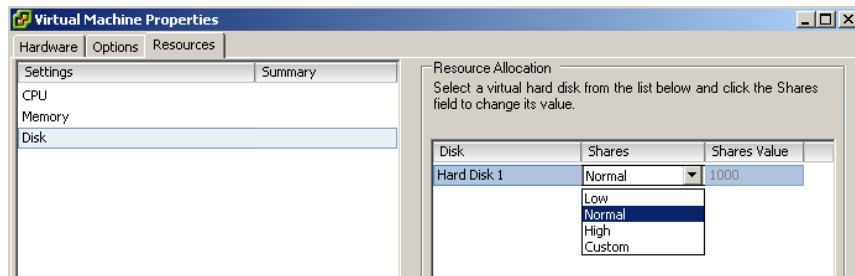 Virtual Machine Properties
Hardware Options Resources
Settings Summary
CPU
Memory
Disk
Resource Allocation
Select a virtual hard disk from the list below and click the Shares
field to change its value.
Disk Shares Shares Value
Hard Disk 1 Normal 1000
Low
Normal
High
Custom